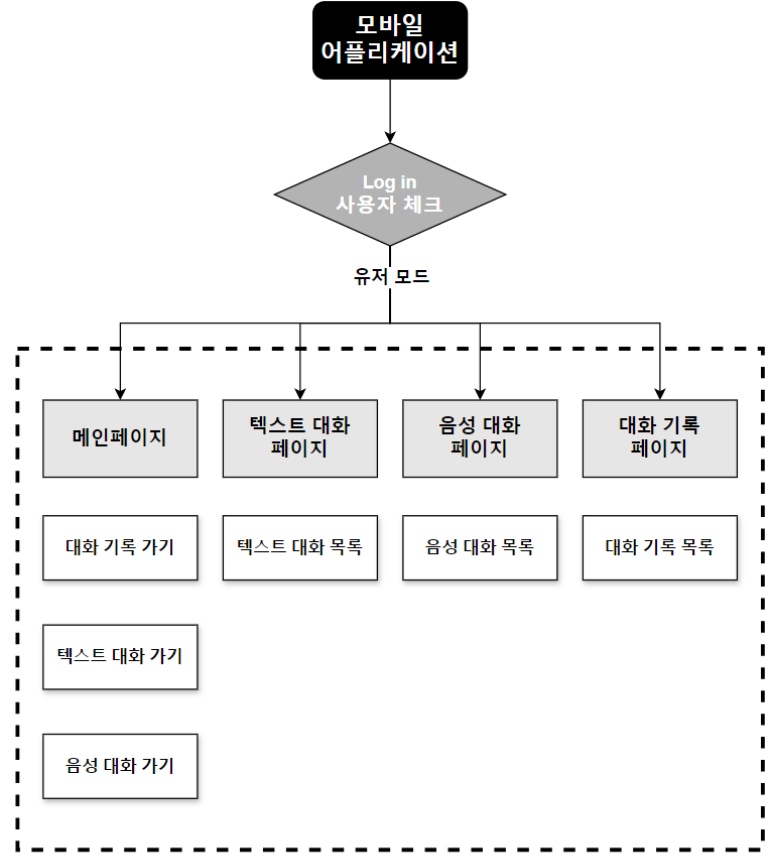 모바일
어플리케이션
Log in
사용자 체크
유저 모드
메인페이지
텍스트 대화
페이지
음성 대화
페이지
대화 기록
페이지
대화 기록 가기
텍스트 대화 목록
음성 대화 목록
대화 기록 목록
텍스트 대화 가기
음성 대화 가기